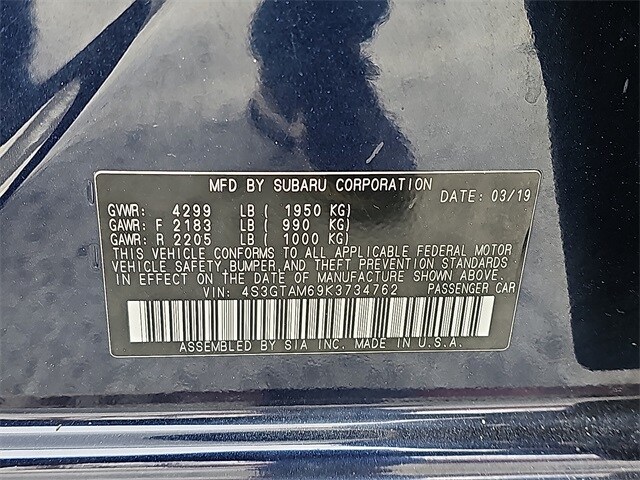 MFD BY SUBARU CORPORATION DATE: 03/19
GVWR: 4299 LB ( 1950 KG)
GAWR: F 2183 LB ( 990 KG)
GAWR: R 2205 LB ( 1000 KG)
THIS VEHICLE CONFORMS TO ALL APPLICABLE FEDERAL MOTOR
VEHICLE SAFETY, BUMPER, AND THEFT PREVENTION STANDARDS
IN EFFECT ON THE DATE OF MANUFACTURE SHOWN ABOVE.
VIN: 4S3GTAM69K3734762 PASSENGER CAR
ASSEMBLED BY SIA INC. MADE IN U.S.A.